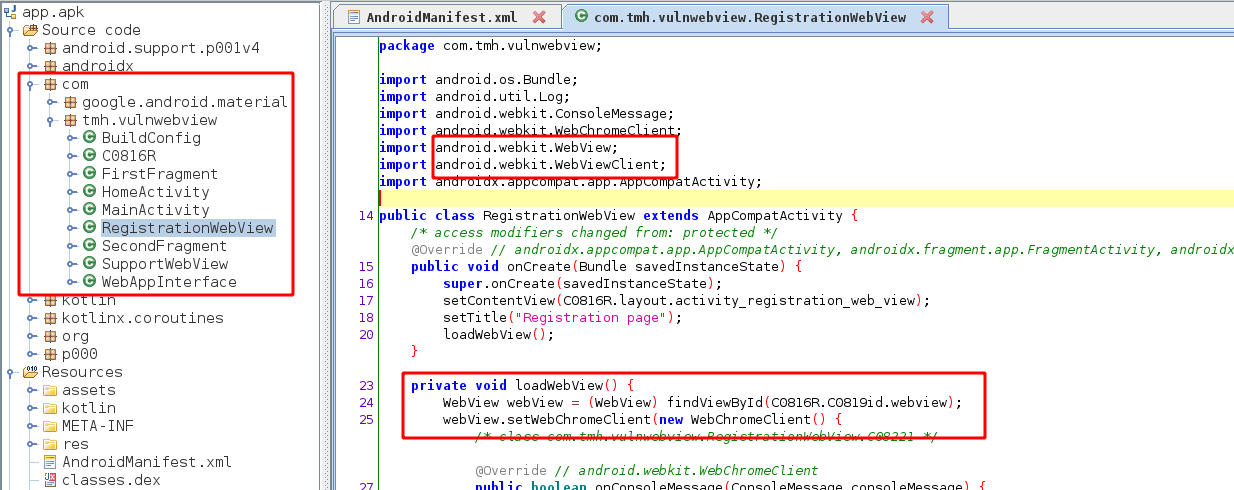 app.apk
Source code
android.support.p001v4
androidx
com
google.android.material
tmh.vulnwebview
BuildConfig
C0816R
FirstFragment
HomeActivity
MainActivity
RegistrationWebView
SecondFragment
SupportWebView
WebAppInterface
kotlin
kotlinx.coroutines
org
p000
Resources
assets
kotlin
META-INF
res
AndroidManifest.xml
classes.dex
AndroidManifest.xml
com.tmh.vulnwebview.RegistrationWebView
package com.tmh.vulnwebview;
import android.os.Bundle;
import android.util.Log;
import android.webkit.ConsoleMessage;
import android.webkit.WebChromeClient;
import android.webkit.WebView;
import android.webkit.WebViewClient;
import androidx.appcompat.app.AppCompatActivity;
14 public class RegistrationWebView extends AppCompatActivity {
/* access modifiers changed from: protected */
@Override // androidx.appcompat.app.AppCompatActivity, androidx.fragment.app.FragmentActivity, androidx
15 public void onCreate(Bundle savedInstanceState) {
16 super.onCreate(savedInstanceState);
17 setContentView(C0816R.layout.activity_registration_web_view);
18 setTitle("Registration page");
20 loadWebView();
}
23 private void loadWebView() {
24 WebView webView = (WebView) findViewById(C0816R.C0819id.webview);
25 webView.setWebChromeClient(new WebChromeClient() {
/* class com.tmh.vulnwebview.RegistrationWebView.C08221 */
@Override // android.webkit.WebChromeClient
27 public boolean onConsoleMessage(ConsoleMessage consoleMessage) {